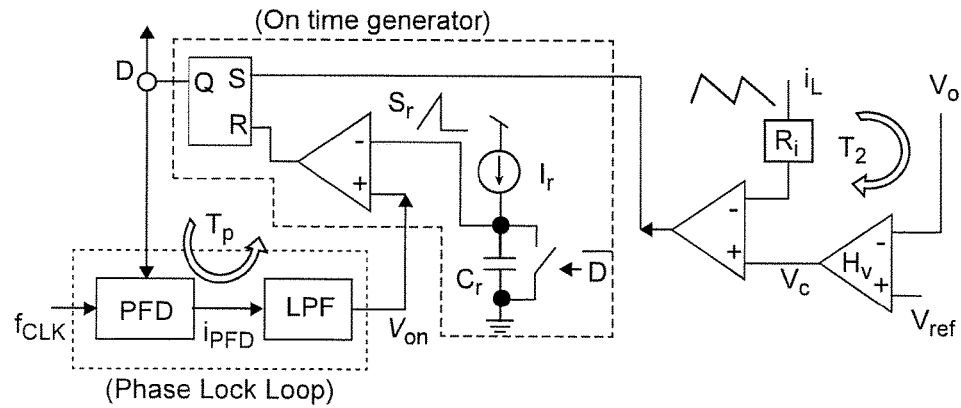 (On time generator)
D
Q S
R
S_r
-
+
I_r
C_r
D̅
i_L
R_i
T_2
V_o
-
+
V_c
H_v
-
+
V_ref
T_p
f_CLK
PFD
i_PFD
LPF
V_on
(Phase Lock Loop)